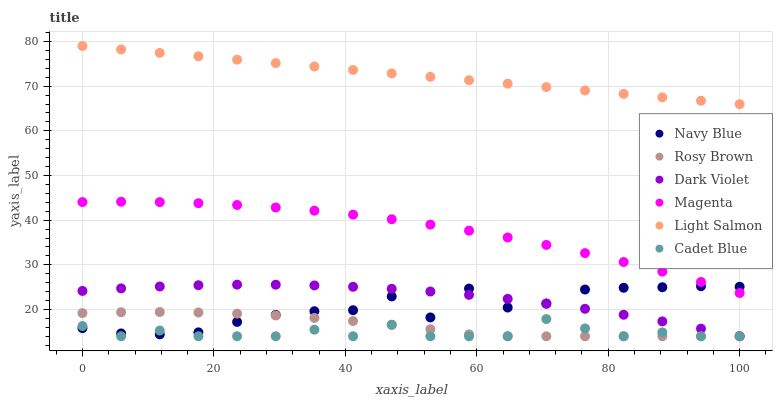 title
80
70
60
50
40
30
20
0
20
40
60
80
100
yaxis_label
xaxis_label
Navy Blue
Rosy Brown
Dark Violet
Magenta
Light Salmon
Cadet Blue